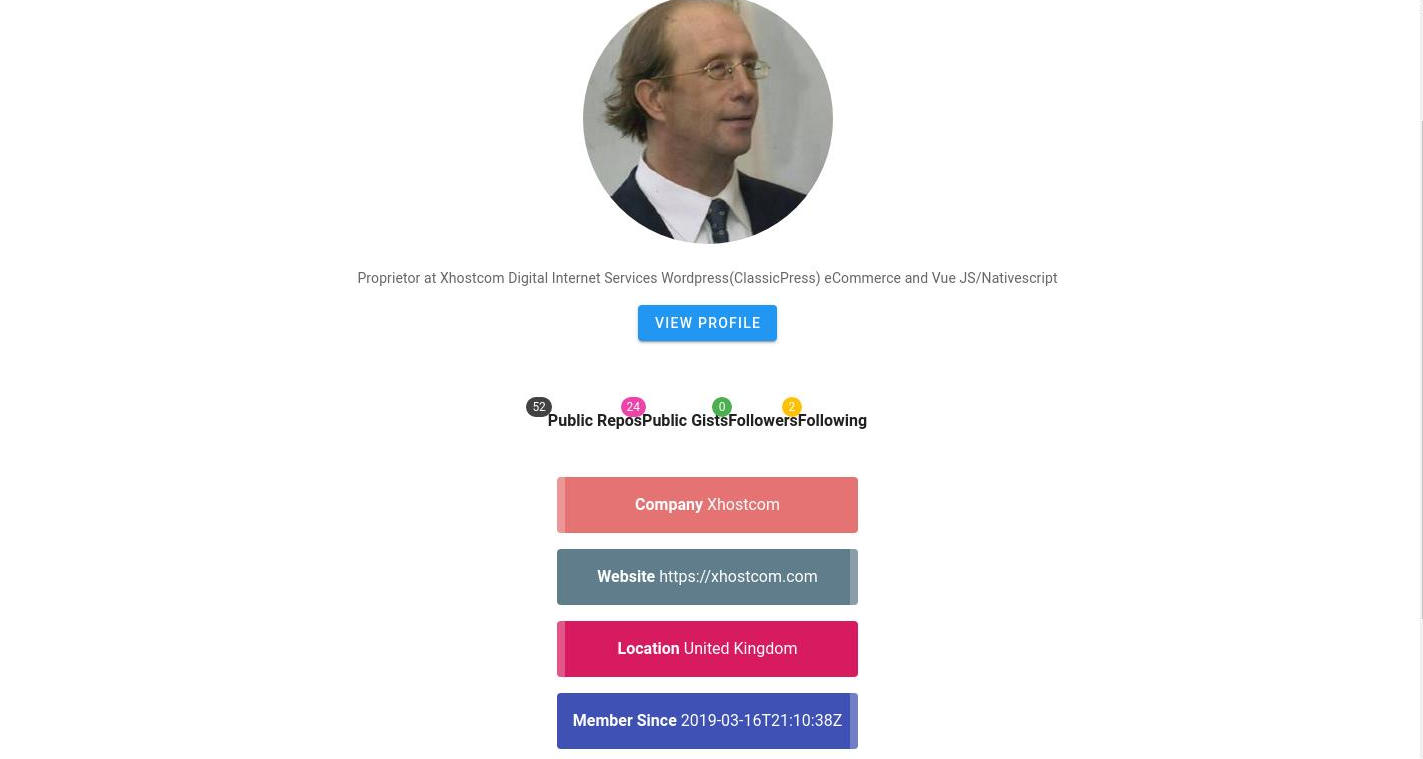 Proprietor at Xhostcom Digital Internet Services Wordpress(ClassicPress) eCommerce and Vue JS/Nativescript
VIEW PROFILE
52 24 0 2
Public Repos Public Gists Followers Following
Company Xhostcom
Website https://xhostcom.com
Location United Kingdom
Member Since 2019-03-16T21:10:38Z